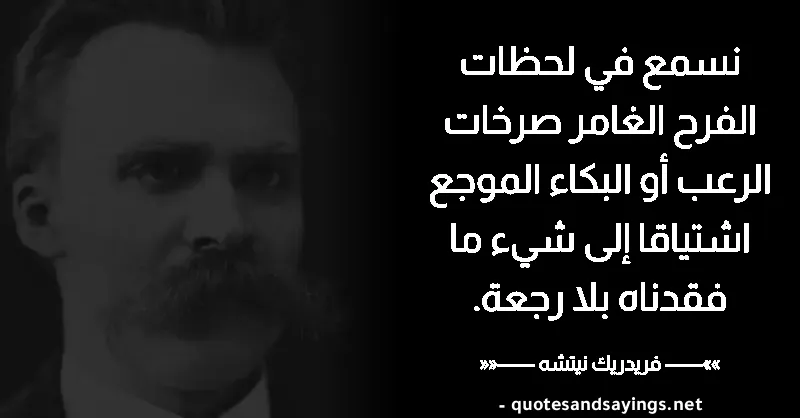 نسمع في لحظات
الفرح الغامر صرخات
الرعب أو البكاء الموجع
اشتياقا إلى شيء ما
فقدناه بلا رجعة.
»»—— فريدريك نيتشه ——««
- quotesandsayings.net